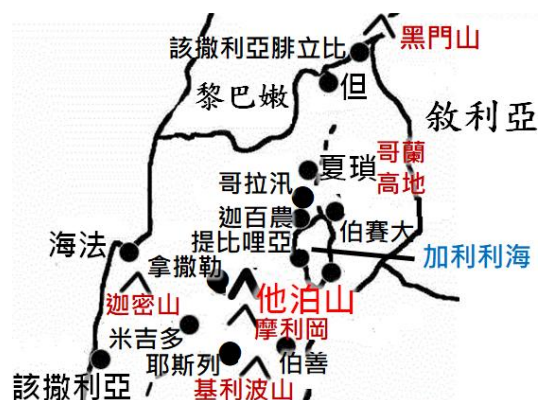 黑門山
該撒利亞腓立比
但
黎巴嫩
敘利亞
夏瑣
哥蘭
高地
哥拉汛
迦百農
伯賽大
提比哩亞
海法
加利利海
拿撒勒
他泊山
迦密山
摩利岡
米吉多
耶斯列
伯善
該撒利亞
基利波山